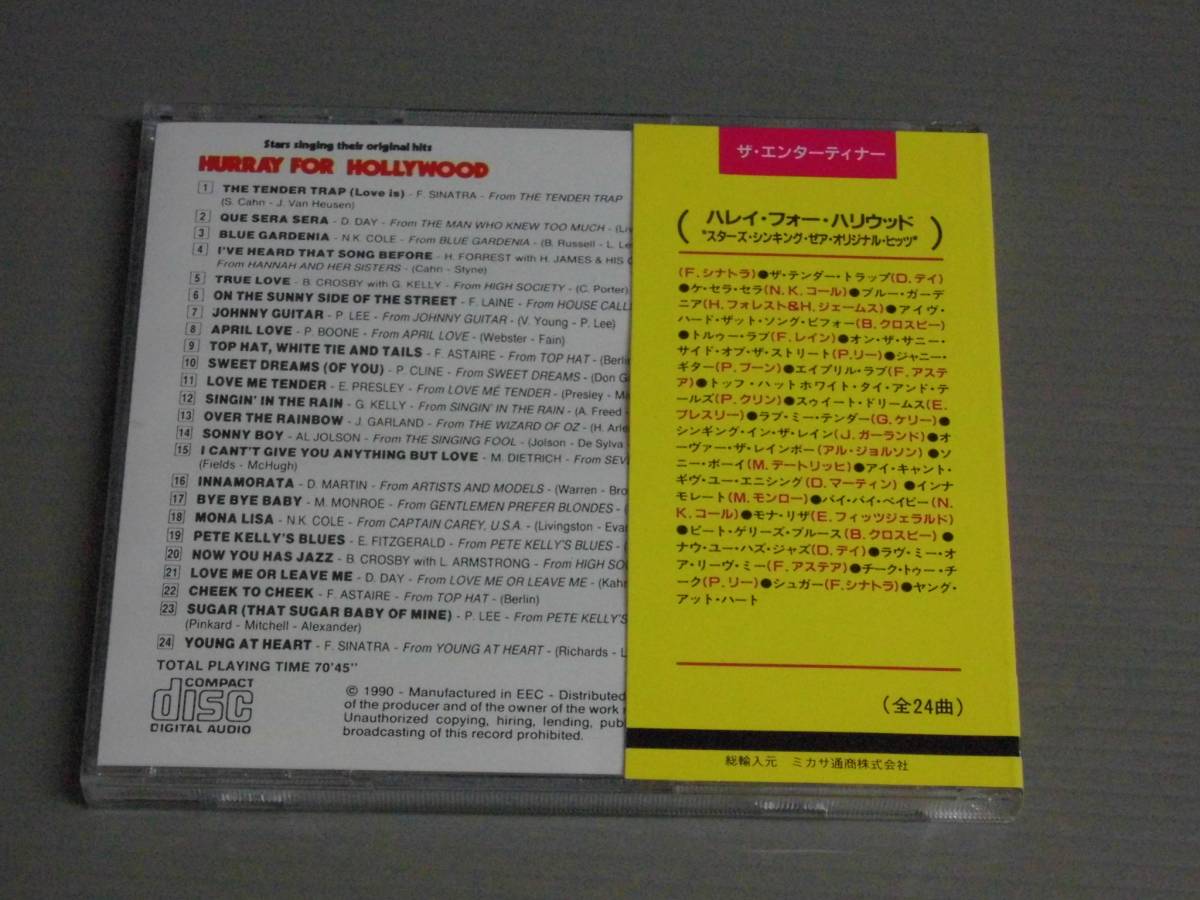 Stars singing their original hits
HURRAY FOR HOLLYWOOD
1 THE TENDER TRAP (Love is) - F. SINATRA - From THE TENDER TRAP
(S. Cahn - J. Van Heusen)
2 QUE SERA SERA - D. DAY - From THE MAN WHO KNEW TOO MUCH - (Liv
3 BLUE GARDENIA - N.K. COLE - From BLUE GARDENIA - (B. Russell - L. Le
4 I'VE HEARD THAT SONG BEFORE - H. FORREST with H. JAMES & HIS
From HANNAH AND HER SISTERS - (Cahn - Styne)
5 TRUE LOVE - B. CROSBY with G. KELLY - From HIGH SOCIETY - (C. Porter)
6 ON THE SUNNY SIDE OF THE STREET - F. LAINE - From HOUSE CALL
7 JOHNNY GUITAR - P. LEE - From JOHNNY GUITAR - (V. Young - P. Lee)
8 APRIL LOVE - P. BOONE - From APRIL LOVE - (Webster - Fain)
9 TOP HAT, WHITE TIE AND TAILS - F. ASTAIRE - From TOP HAT - (Berlin
10 SWEET DREAMS (OF YOU) - P. CLINE - From SWEET DREAMS - (Don G
11 LOVE ME TENDER - E. PRESLEY - From LOVE ME TENDER - (Presley - Ma
12 SINGIN' IN THE RAIN - G. KELLY - From SINGIN' IN THE RAIN - (A. Freed -
13 OVER THE RAINBOW - J. GARLAND - From THE WIZARD OF OZ - (H. Arle
14 SONNY BOY - AL JOLSON - From THE SINGING FOOL - (Jolson - De Sylva -
15 I CANT'T GIVE YOU ANYTHING BUT LOVE - M. DIETRICH - From SEV
(Fields - McHugh)
16 INNAMORATA - D. MARTIN - From ARTISTS AND MODELS - (Warren - Bro
17 BYE BYE BABY - M. MONROE - From GENTLEMEN PREFER BLONDES - (
18 MONA LISA - N.K. COLE - From CAPTAIN CAREY, U.S.A. - (Livingston - Evan
19 PETE KELLY'S BLUES - E. FITZGERALD - From PETE KELLY'S BLUES - (
20 NOW YOU HAS JAZZ - B. CROSBY with L. ARMSTRONG - From HIGH SOC
21 LOVE ME OR LEAVE ME - D. DAY - From LOVE ME OR LEAVE ME - (Kahn
22 CHEEK TO CHEEK - F. ASTAIRE - From TOP HAT - (Berlin)
23 SUGAR (THAT SUGAR BABY OF MINE) - P. LEE - From PETE KELLY'S
(Pinkard - Mitchell - Alexander)
24 YOUNG AT HEART - F. SINATRA - From YOUNG AT HEART - (Richards - L
TOTAL PLAYING TIME 70'45"
COMPACT
disc
DIGITAL AUDIO
© 1990 - Manufactured in EEC - Distributed
of the producer and of the owner of the work
Unauthorized copying, hiring, lending, pub
broadcasting of this record prohibited.
ザ・エンターティナー
(ハレイ・フォー・ハリウッド
"スターズ・シンキング・ゼア・オリジナル・ヒッツ")
(F.シナトラ)●ザ・テンダー・トラップ(D.デイ)
●ケ・セラ・セラ(N.K.コール)●ブルー・ガーデ
ニア(H.フォレスト&H.ジェームス)●アイヴ・
ハード・ザット・ソング・ビフォー(B.クロスビー)
●トルゥー・ラブ(F.レイン)●オン・ザ・サニー・
サイド・オブ・ザ・ストリート(P.リー)●ジャニー・
ギター(P.ブーン)●エイプリル・ラブ(F.アステ
ア)●トッフ・ハットホワイト・タイ・アンド・テ
ールズ(P.クリン)●スゥイート・ドリームス(E.
プレスリー)●ラブ・ミー・テンダー(G.ケリー)●
シンギング・イン・ザ・レイン(J.ガーランド)●オ
ーヴァー・ザ・レインボー(アル・ジョルソン)●ソ
ニー・ボーイ(M.デートリッヒ)●アイ・キャント・
ギヴ・ユー・エニシング(D.マーティン)●インナ
モレート(M.モンロー)●バイ・バイ・ベイビー(N.
K.コール)●モナ・リザ(E.フィッツジェラルド)
●ピート・ゲリーズ・ブルース(B.クロスビー)●
ナウ・ユー・ハズ・ジャズ(D.デイ)●ラヴ・ミー・オ
ア・リーヴ・ミー(F.アステア)●チーク・トゥー・チ
ーク(P.リー)●シュガー(F.シナトラ)●ヤング・
アット・ハート
(全24曲)
総輸入元 ミカサ通商株式会社